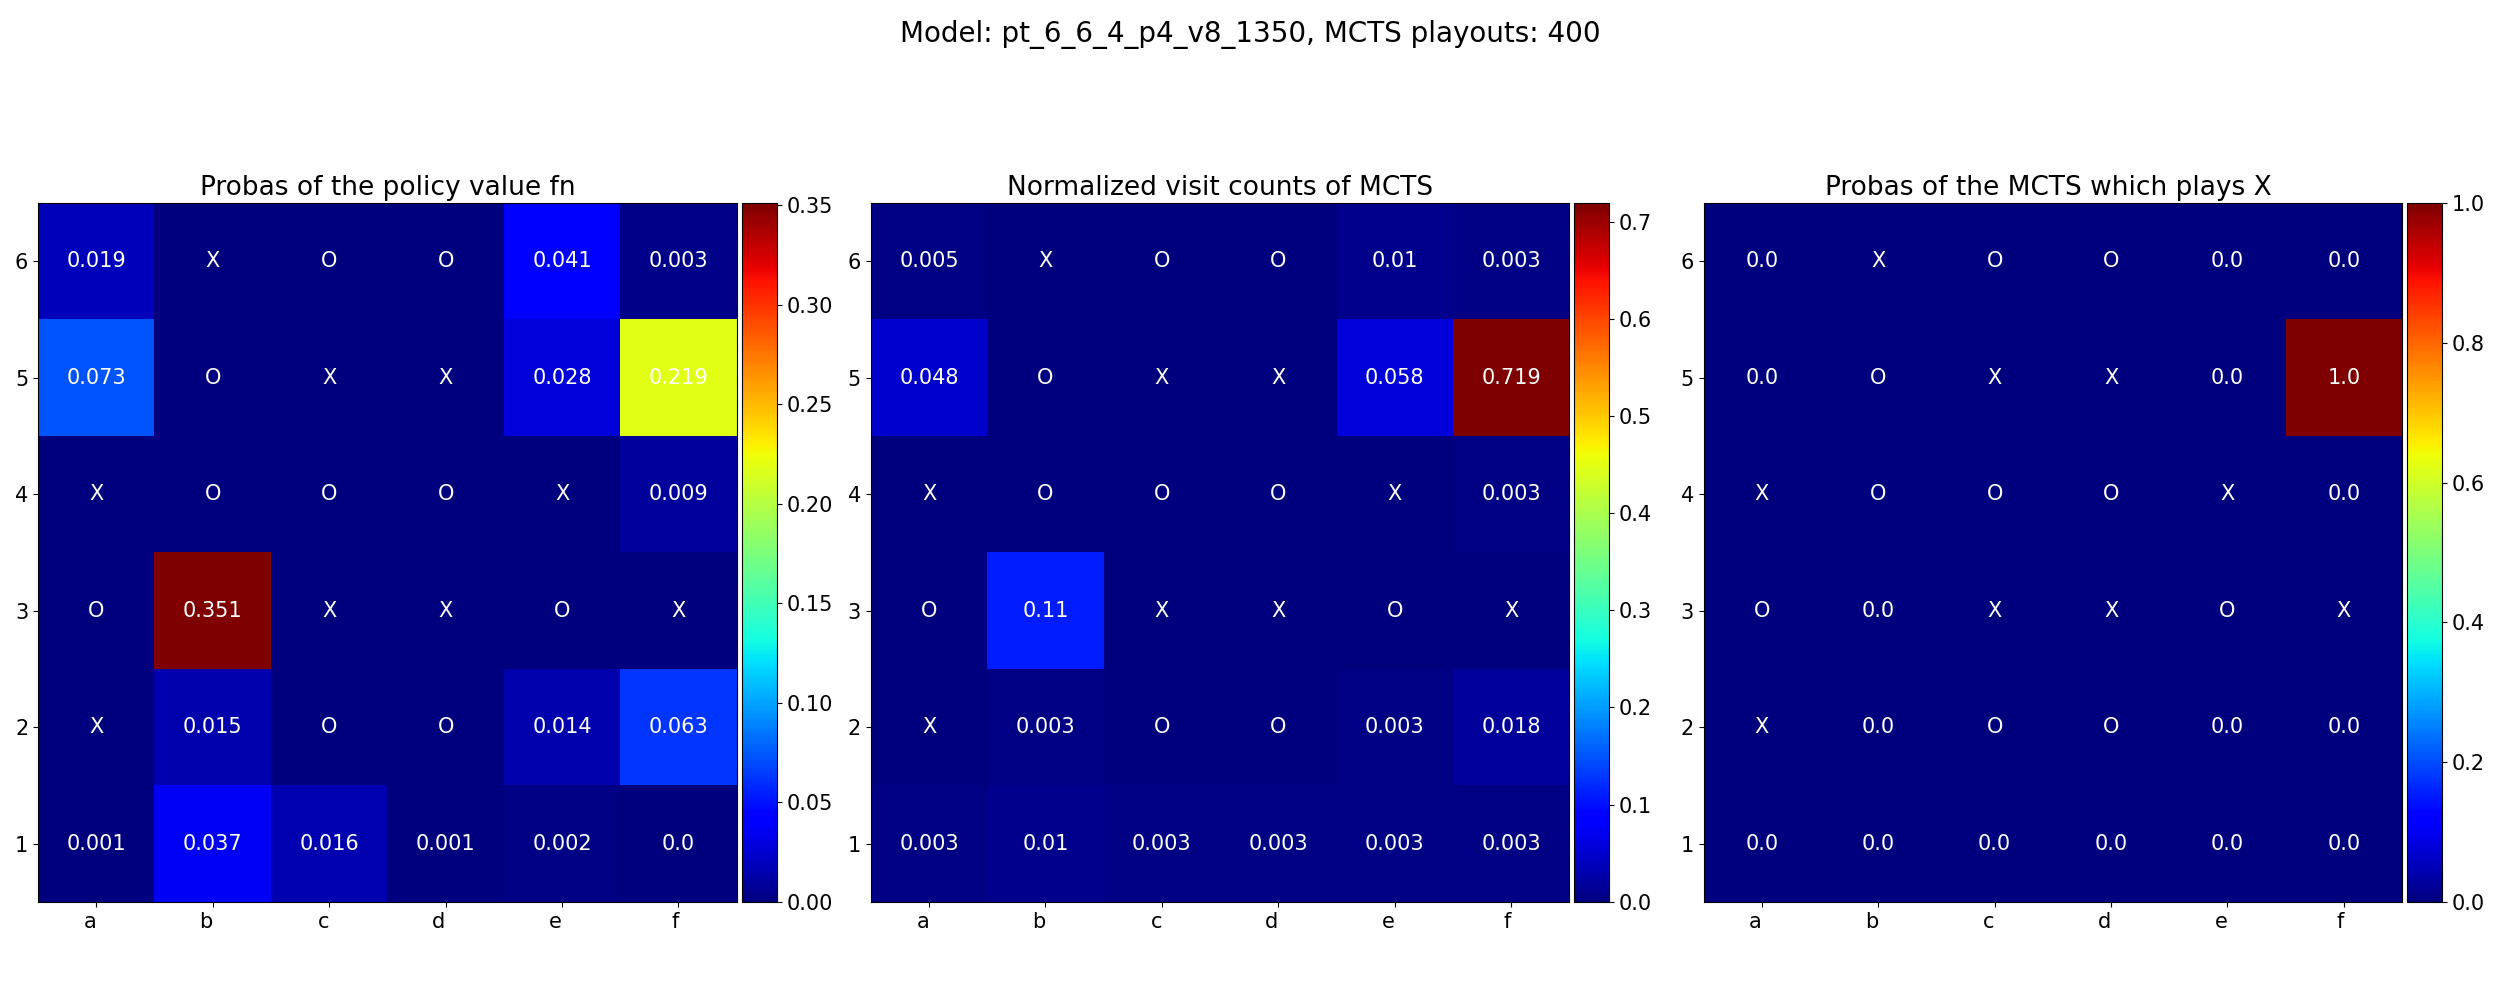 Model: pt_6_6_4_p4_v8_1350, MCTS playouts: 400
Probas of the policy value fn
6 0.019 X O O 0.041 0.003
5 0.073 O X X 0.028 0.219
4 X O O O X 0.009
3 O 0.351 X X O X
2 X 0.015 O O 0.014 0.063
1 0.001 0.037 0.016 0.001 0.002 0.0
a b c d e f
0.35
0.30
0.25
0.20
0.15
0.10
0.05
0.00
Normalized visit counts of MCTS
6 0.005 X O O 0.01 0.003
5 0.048 O X X 0.058 0.719
4 X O O O X 0.003
3 O 0.11 X X O X
2 X 0.003 O O 0.003 0.018
1 0.003 0.01 0.003 0.003 0.003 0.003
a b c d e f
0.7
0.6
0.5
0.4
0.3
0.2
0.1
0.0
Probas of the MCTS which plays X
6 0.0 X O O 0.0 0.0
5 0.0 O X X 0.0 1.0
4 X O O O X 0.0
3 O 0.0 X X O X
2 X 0.0 O O 0.0 0.0
1 0.0 0.0 0.0 0.0 0.0 0.0
a b c d e f
1.0
0.8
0.6
0.4
0.2
0.0